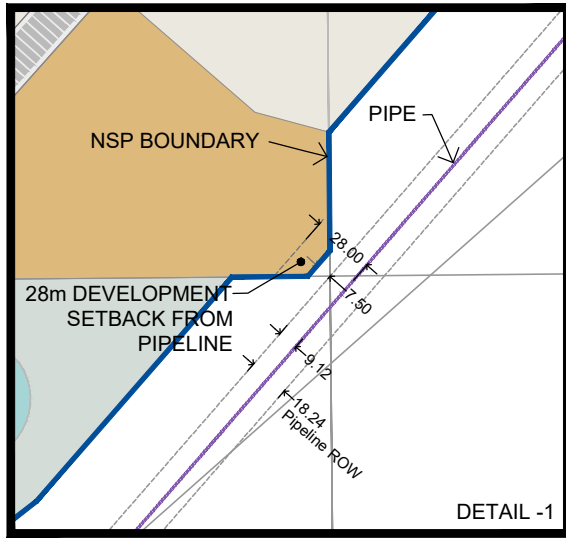 PIPE
NSP BOUNDARY
28.00
28m DEVELOPMENT
SETBACK FROM
PIPELINE
7.50
9.12
18.24
Pipeline ROW
DETAIL -1